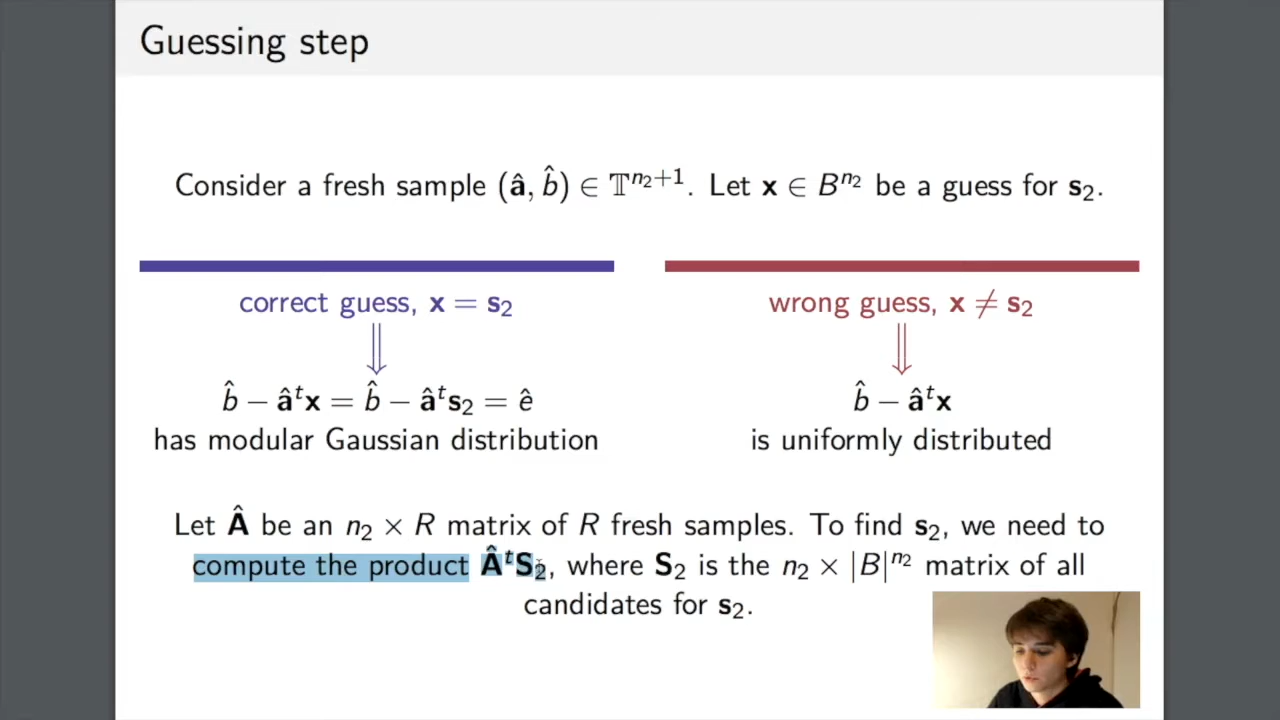 Guessing step
Consider a fresh sample (â, b̂) ∈ 𝕋^{n₂+1}. Let x ∈ B^{n₂} be a guess for s₂.
correct guess, x = s₂
⇓
b̂ − âᵗx = b̂ − âᵗs₂ = ê
has modular Gaussian distribution
wrong guess, x ≠ s₂
⇓
b̂ − âᵗx
is uniformly distributed
Let Â be an n₂ × R matrix of R fresh samples. To find s₂, we need to
compute the product ÂᵗS₂, where S₂ is the n₂ × |B|^{n₂} matrix of all
candidates for s₂.